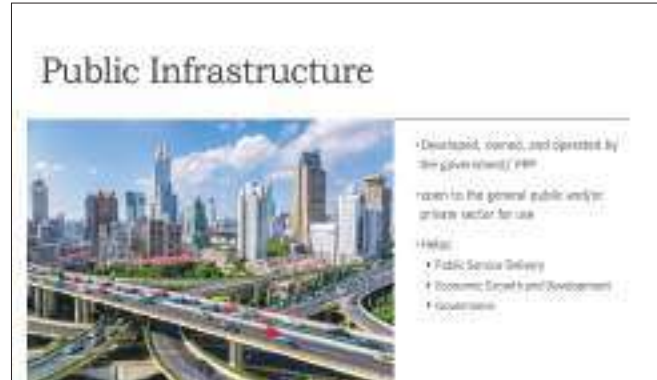 Public Infrastructure
Developed, owned, and operated by
the government/ PPP
open to the general public and/or
private sector for use
Helps:
Public Service Delivery
Economic Growth and Development
Governance